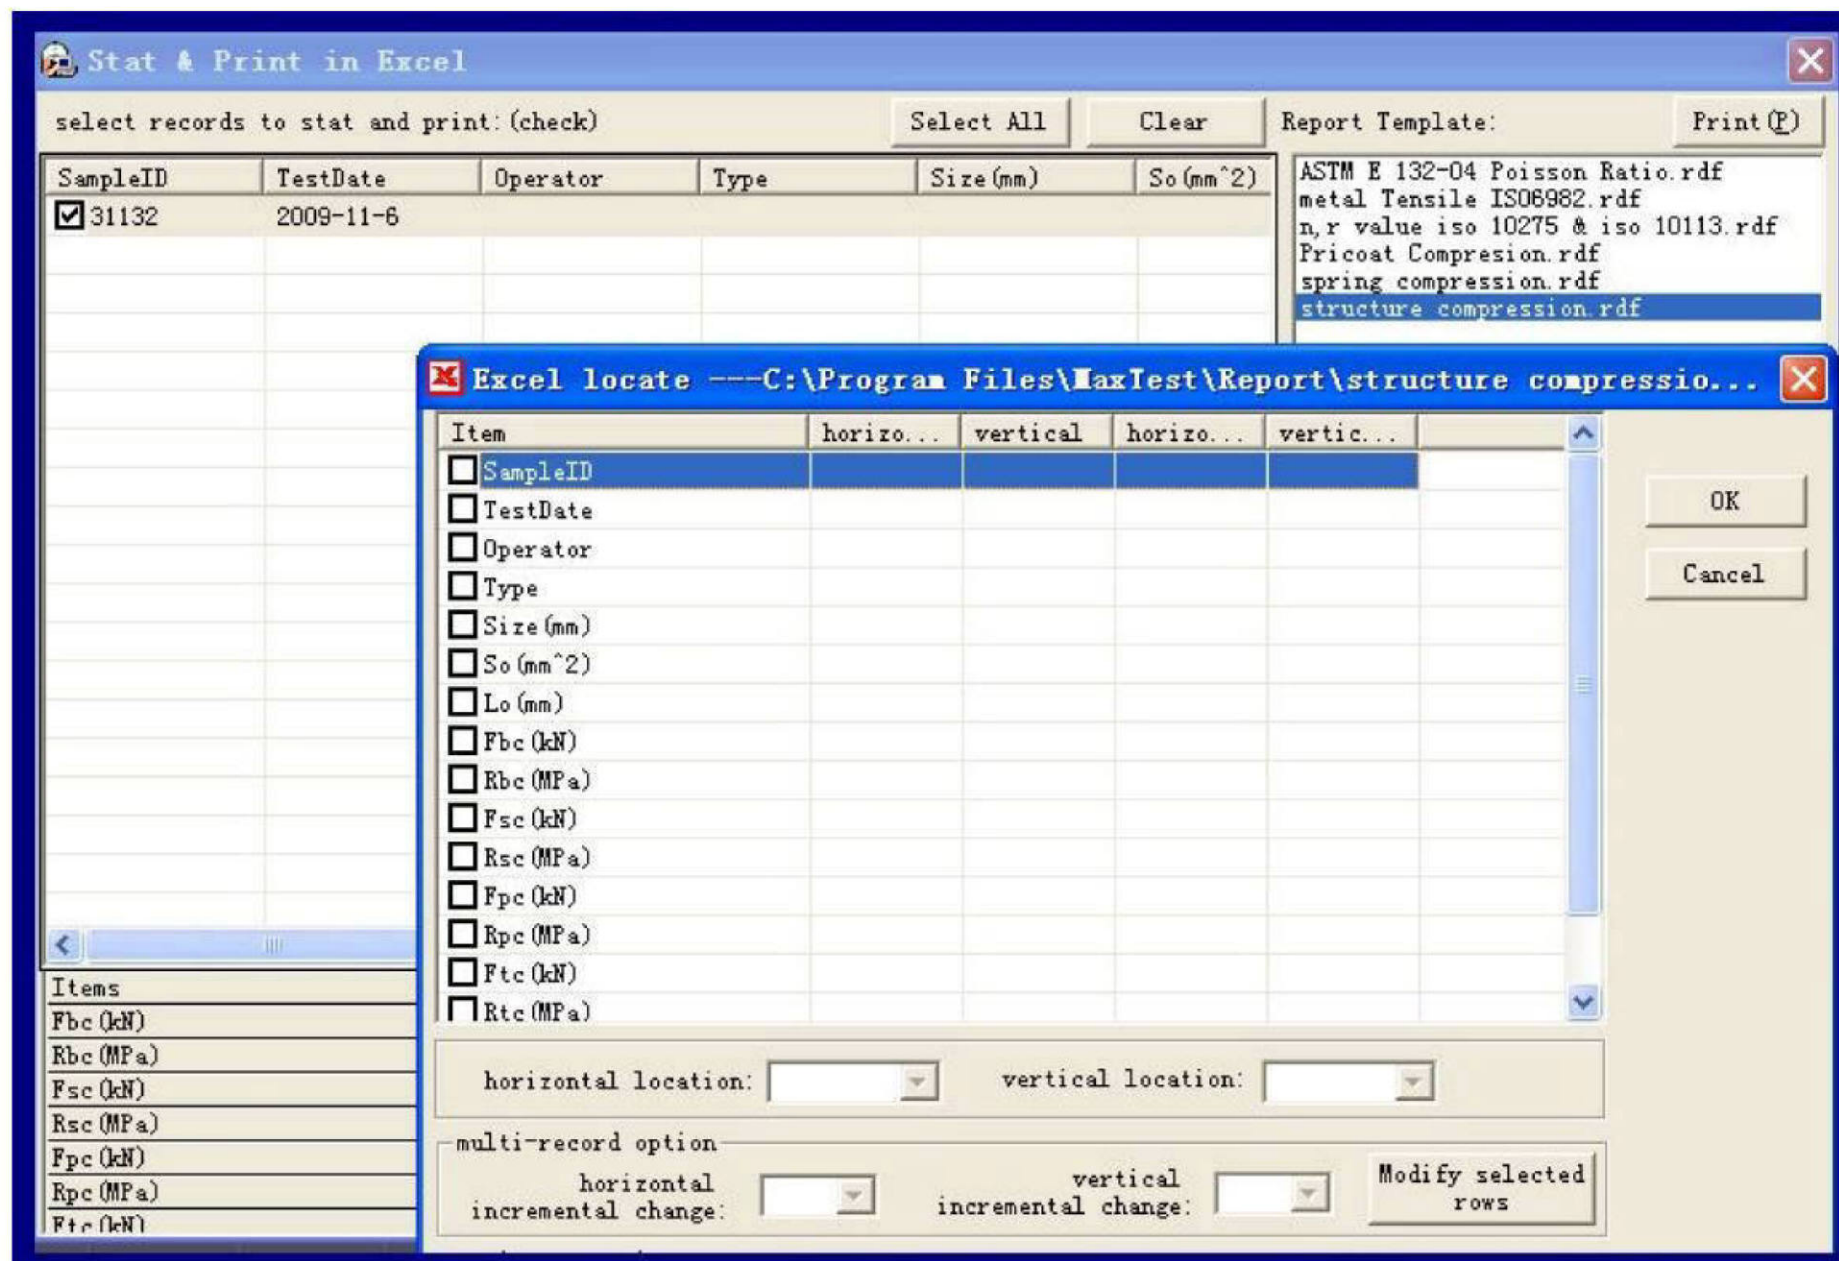 Stat & Print in Excel
select records to stat and print:(check) Select All Clear Report Template: Print(P)
SampleID TestDate Operator Type Size(mm) So(mm^2)
31132 2009-11-6
ASTM E 132-04 Poisson Ratio.rdf
metal Tensile ISO6982.rdf
n,r value iso 10275 & iso 10113.rdf
Pricoat Compresion.rdf
spring compression.rdf
structure compression.rdf
Excel locate ---C:\Program Files\MaxTest\Report\structure compressio...
Item horizo... vertical horizo... vertic...
SampleID
TestDate
Operator
Type
Size(mm)
So(mm^2)
Lo(mm)
Fbc(kN)
Rbc(MPa)
Fsc(kN)
Rsc(MPa)
Fpc(kN)
Rpc(MPa)
Ftc(kN)
Rtc(MPa)
OK
Cancel
horizontal location: vertical location:
multi-record option
horizontal
incremental change:
vertical
incremental change:
Modify selected
rows
Items
Fbc(kN)
Rbc(MPa)
Fsc(kN)
Rsc(MPa)
Fpc(kN)
Rpc(MPa)
Ftc(kN)